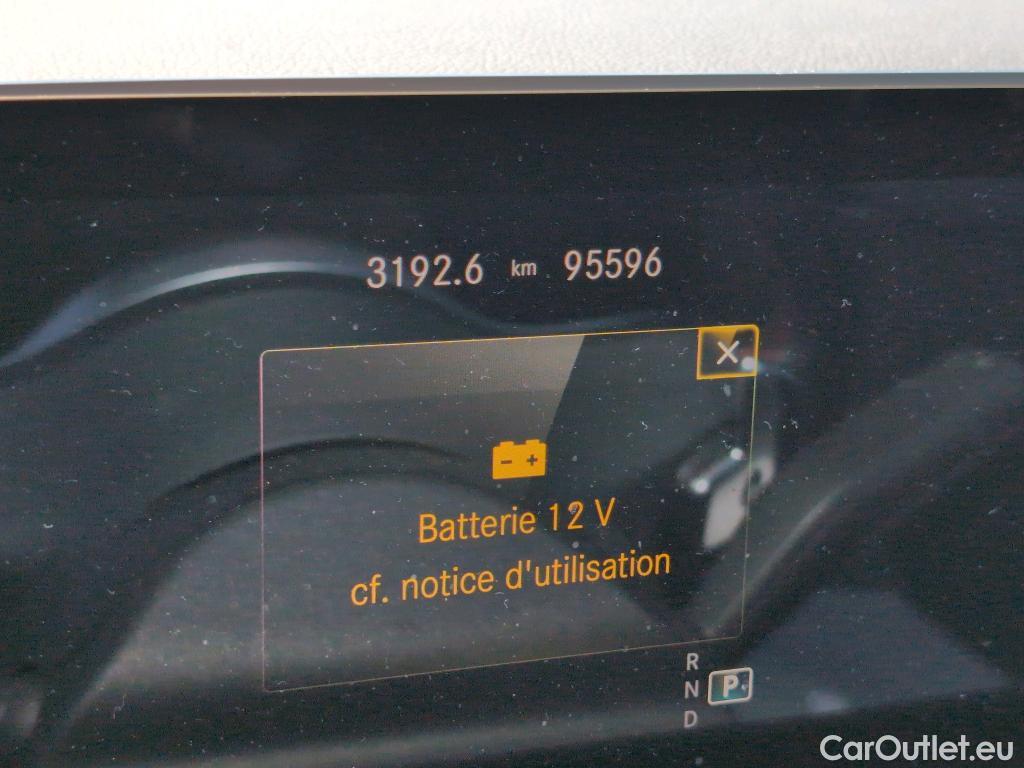 3192.6 km 95596
Batterie 12 V
cf. notice d'utilisation
R
N P
D
CarOutlet.eu